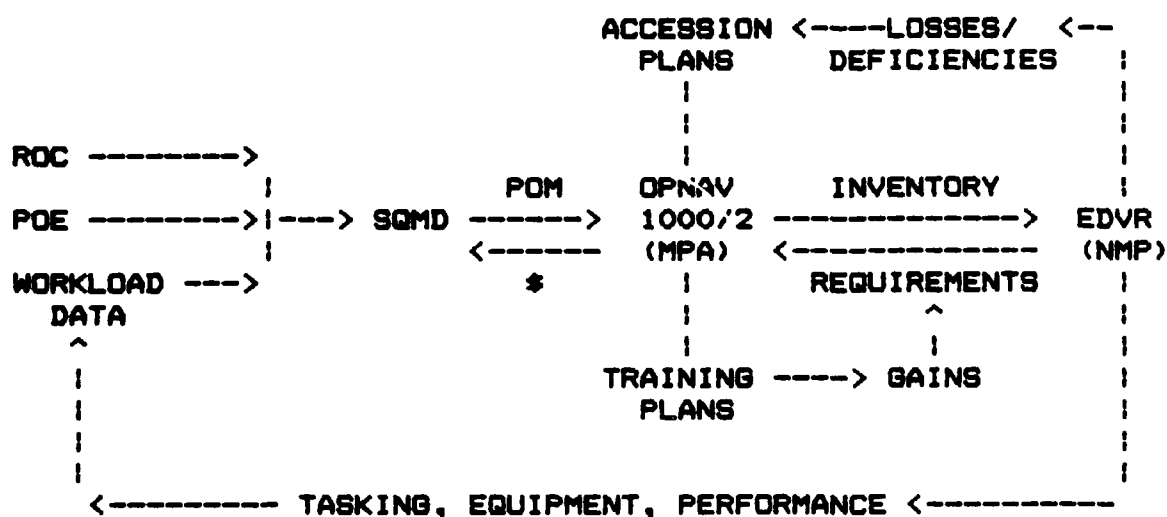 ACCESSION <----LOSSES/ <--
PLANS DEFICIENCIES
ROC -------->
POM OPNAV INVENTORY
POE -------->|---> SQMD ------> 1000/2 ------------> EDVR
<------ (MPA) <------------ (NMP)
WORKLOAD ---> $ REQUIREMENTS
DATA
TRAINING ----> GAINS
PLANS
<--------- TASKING, EQUIPMENT, PERFORMANCE <----------